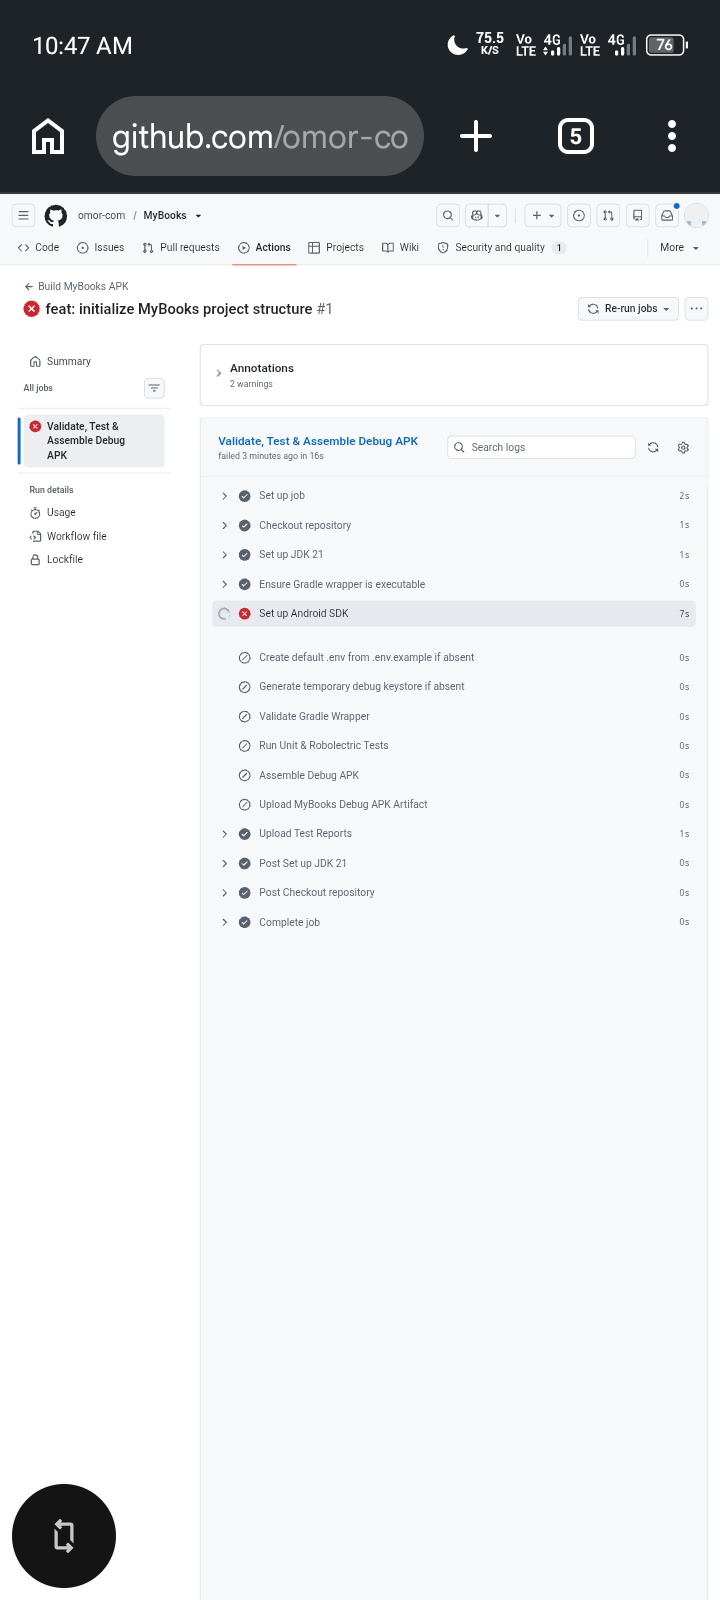 10:47 AM
75.5 K/S
Vo LTE 4G Vo LTE 4G 76
github.com/omor-co
5
omor-com / MyBooks
Code Issues Pull requests Actions Projects Wiki Security and quality 1 More
Build MyBooks APK
feat: initialize MyBooks project structure #1
Re-run jobs
Summary
All jobs
Validate, Test &
Assemble Debug
APK
Run details
Usage
Workflow file
Lockfile
Annotations
2 warnings
Validate, Test & Assemble Debug APK
failed 3 minutes ago in 16s
Search logs
Set up job 2s
Checkout repository 1s
Set up JDK 21 1s
Ensure Gradle wrapper is executable 0s
Set up Android SDK 7s
Create default .env from .env.example if absent 0s
Generate temporary debug keystore if absent 0s
Validate Gradle Wrapper 0s
Run Unit & Robolectric Tests 0s
Assemble Debug APK 0s
Upload MyBooks Debug APK Artifact 0s
Upload Test Reports 1s
Post Set up JDK 21 0s
Post Checkout repository 0s
Complete job 0s